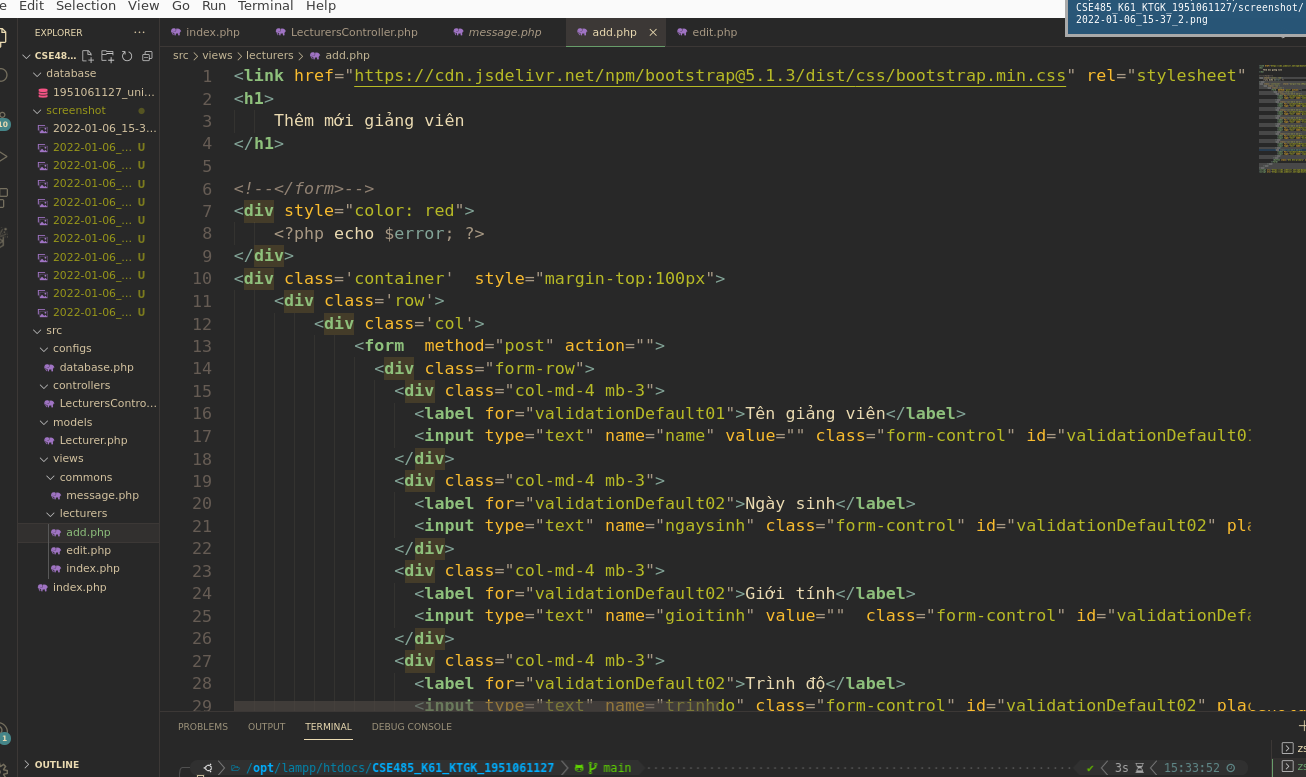 Edit Selection View Go Run Terminal Help
CSE485_K61_KTGK_1951061127/screenshot/
2022-01-06_15-37_2.png
EXPLORER ...
index.php LecturersController.php message.php add.php edit.php
CSE48...
src > views > lecturers > add.php
database
1951061127_uni...
screenshot
2022-01-06_15-3...
2022-01-06_... U
2022-01-06_... U
2022-01-06_... U
2022-01-06_... U
2022-01-06_... U
2022-01-06_... U
2022-01-06_... U
2022-01-06_... U
2022-01-06_... U
2022-01-06_... U
src
configs
database.php
controllers
LecturersContro...
models
Lecturer.php
views
commons
message.php
lecturers
add.php
edit.php
index.php
index.php
OUTLINE
10
1
1 <link href="https://cdn.jsdelivr.net/npm/bootstrap@5.1.3/dist/css/bootstrap.min.css" rel="stylesheet"
2 <h1>
3 Thêm mới giảng viên
4 </h1>
5
6 <!--</form>-->
7 <div style="color: red">
8 <?php echo $error; ?>
9 </div>
10 <div class='container'  style="margin-top:100px">
11 <div class='row'>
12 <div class='col'>
13 <form  method="post" action="">
14 <div class="form-row">
15 <div class="col-md-4 mb-3">
16 <label for="validationDefault01">Tên giảng viên</label>
17 <input type="text" name="name" value="" class="form-control" id="validationDefault01
18 </div>
19 <div class="col-md-4 mb-3">
20 <label for="validationDefault02">Ngày sinh</label>
21 <input type="text" name="ngaysinh" class="form-control" id="validationDefault02" pla
22 </div>
23 <div class="col-md-4 mb-3">
24 <label for="validationDefault02">Giới tính</label>
25 <input type="text" name="gioitinh" value=""  class="form-control" id="validationDefa
26 </div>
27 <div class="col-md-4 mb-3">
28 <label for="validationDefault02">Trình độ</label>
29 <input type="text" name="trinhdo" class="form-control" id="validationDefault02"
PROBLEMS OUTPUT TERMINAL DEBUG CONSOLE
/opt/lampp/htdocs/CSE485_K61_KTGK_1951061127 main
3s 15:33:52